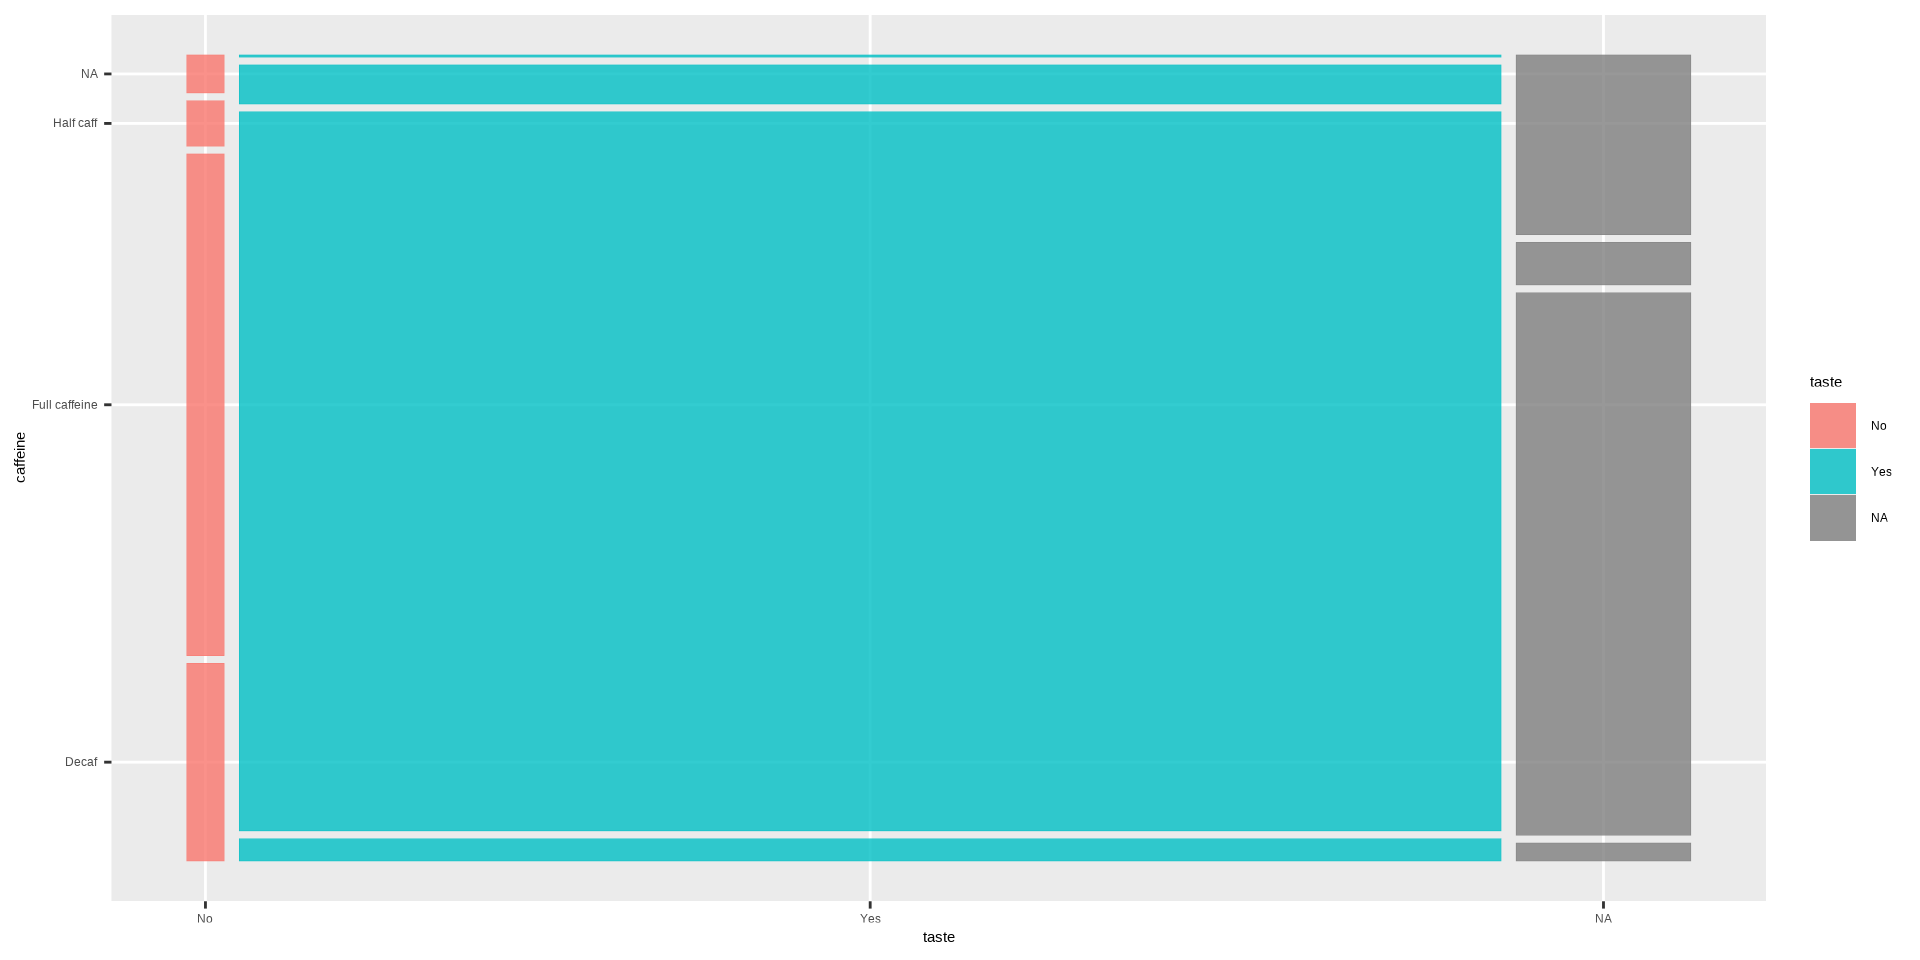 NA
Half caff
Full caffeine
Decaf
caffeine
No
Yes
NA
taste
taste
No
Yes
NA